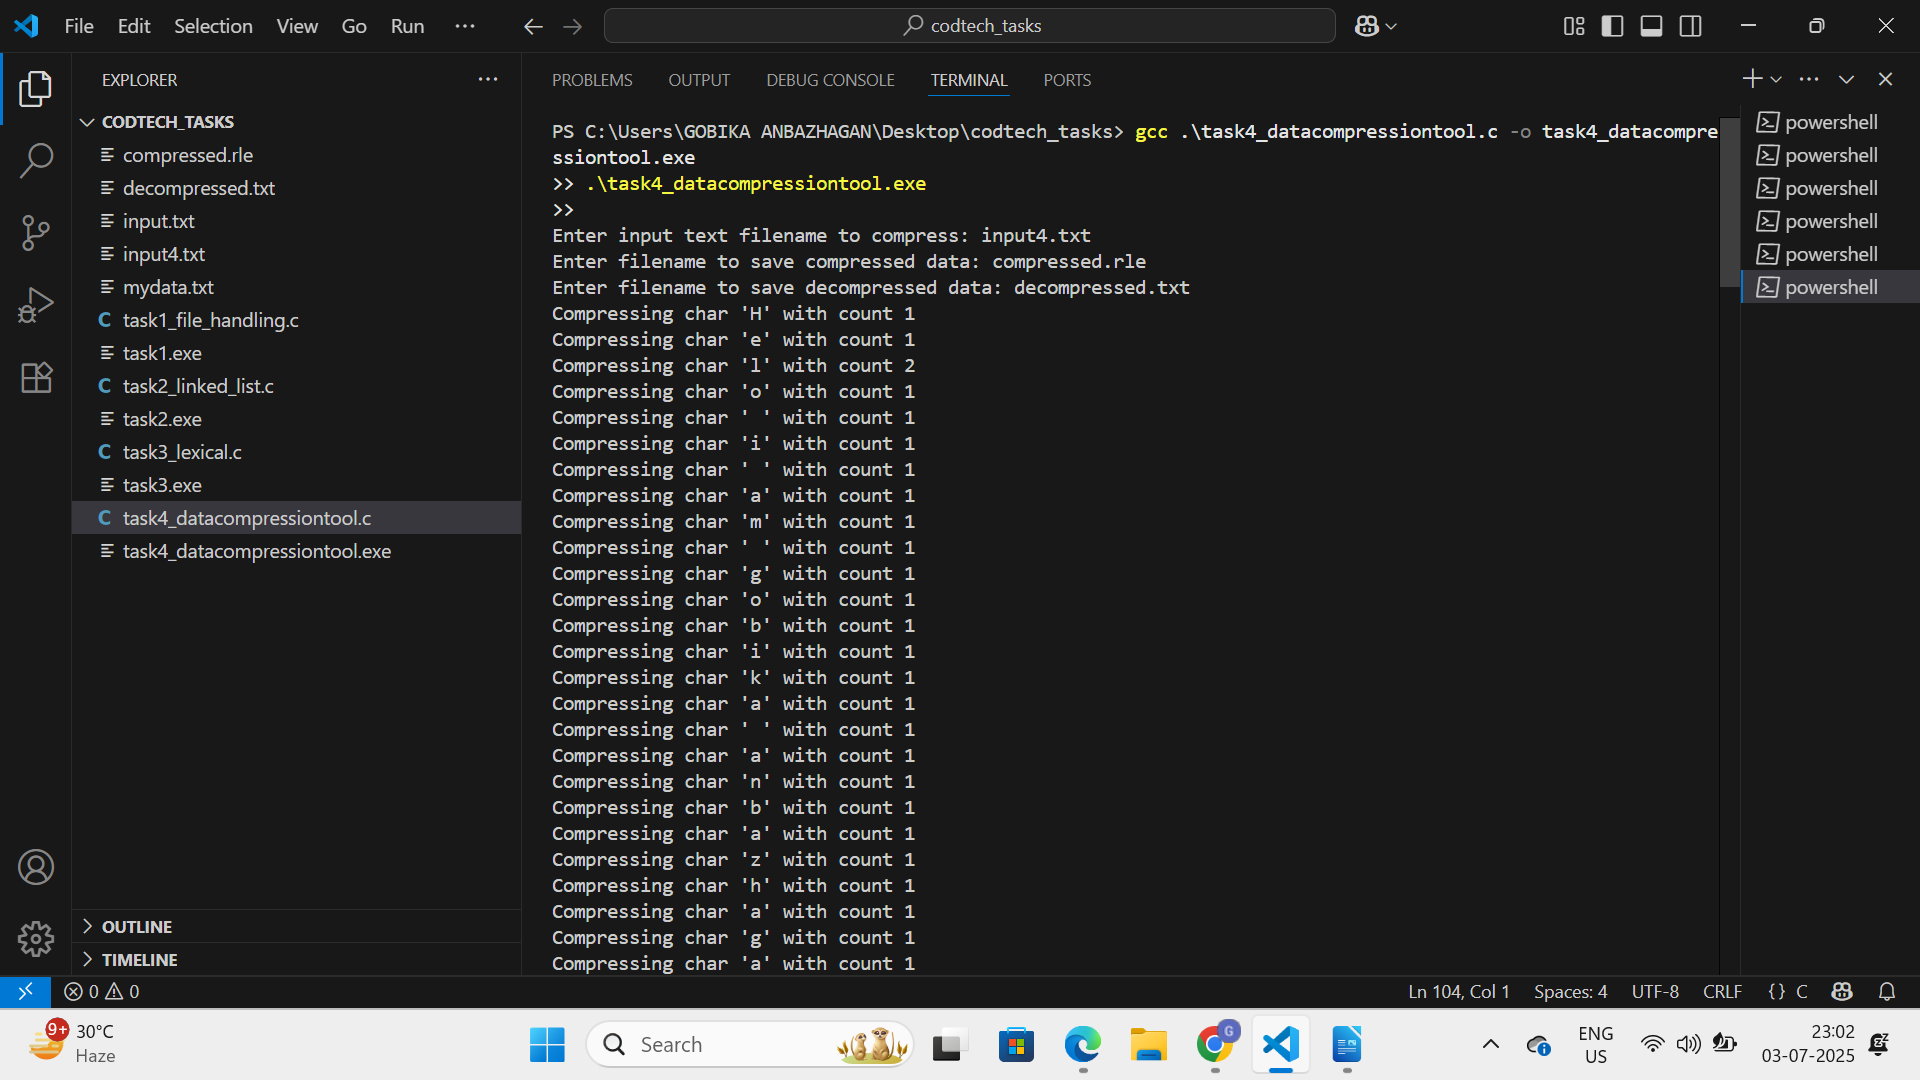 File Edit Selection View Go Run ··· codtech_tasks
EXPLORER
CODTECH_TASKS
compressed.rle
decompressed.txt
input.txt
input4.txt
mydata.txt
C task1_file_handling.c
task1.exe
C task2_linked_list.c
task2.exe
C task3_lexical.c
task3.exe
C task4_datacompressiontool.c
task4_datacompressiontool.exe
OUTLINE
TIMELINE
PROBLEMS OUTPUT DEBUG CONSOLE TERMINAL PORTS
PS C:\Users\GOBIKA ANBAZHAGAN\Desktop\codtech_tasks> gcc .\task4_datacompressiontool.c -o task4_datacompre
ssiontool.exe
>> .\task4_datacompressiontool.exe
>>
Enter input text filename to compress: input4.txt
Enter filename to save compressed data: compressed.rle
Enter filename to save decompressed data: decompressed.txt
Compressing char 'H' with count 1
Compressing char 'e' with count 1
Compressing char 'l' with count 2
Compressing char 'o' with count 1
Compressing char ' ' with count 1
Compressing char 'i' with count 1
Compressing char ' ' with count 1
Compressing char 'a' with count 1
Compressing char 'm' with count 1
Compressing char ' ' with count 1
Compressing char 'g' with count 1
Compressing char 'o' with count 1
Compressing char 'b' with count 1
Compressing char 'i' with count 1
Compressing char 'k' with count 1
Compressing char 'a' with count 1
Compressing char ' ' with count 1
Compressing char 'a' with count 1
Compressing char 'n' with count 1
Compressing char 'b' with count 1
Compressing char 'a' with count 1
Compressing char 'z' with count 1
Compressing char 'h' with count 1
Compressing char 'a' with count 1
Compressing char 'g' with count 1
Compressing char 'a' with count 1
powershell
powershell
powershell
powershell
powershell
powershell
0 0 Ln 104, Col 1 Spaces: 4 UTF-8 CRLF {} C
9+ 30°C
Haze
Search
G
ENG
US
23:02
03-07-2025